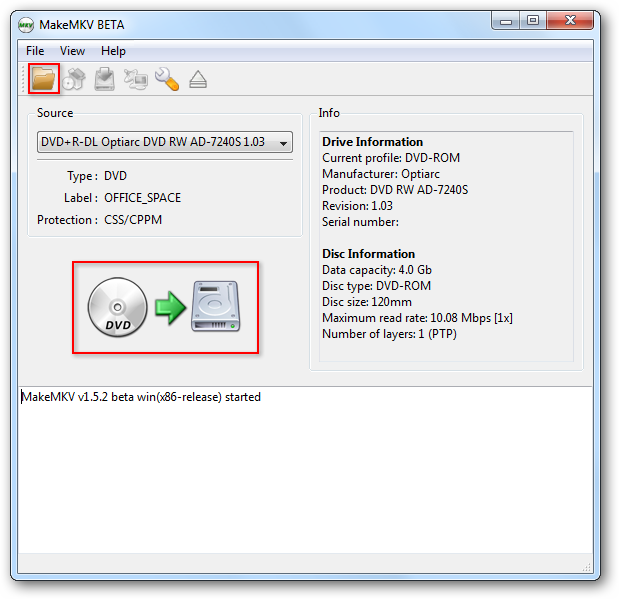 MKV MakeMKV BETA
File View Help
Source
DVD+R-DL Optiarc DVD RW AD-7240S 1.03
Type : DVD
Label : OFFICE_SPACE
Protection : CSS/CPPM
DVD
Info
Drive Information
Current profile: DVD-ROM
Manufacturer: Optiarc
Product: DVD RW AD-7240S
Revision: 1.03
Serial number:
Disc Information
Data capacity: 4.0 Gb
Disc type: DVD-ROM
Disc size: 120mm
Maximum read rate: 10.08 Mbps [1x]
Number of layers: 1 (PTP)
MakeMKV v1.5.2 beta win(x86-release) started